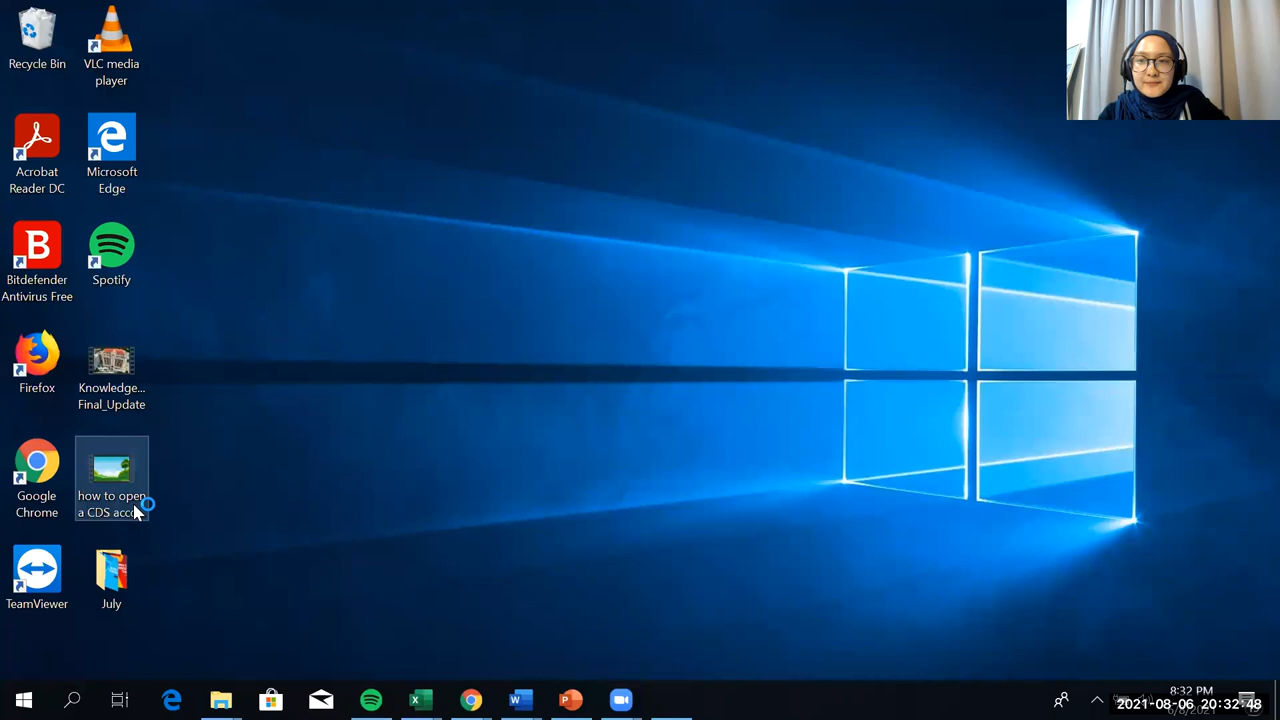 Recycle Bin
VLC media
player
Acrobat
Reader DC
Microsoft
Edge
Bitdefender
Antivirus Free
Spotify
Firefox
Knowledge...
Final_Update
Google
Chrome
how to open
a CDS acco
TeamViewer
July
8:32 PM
2021-08-06 20:32:48